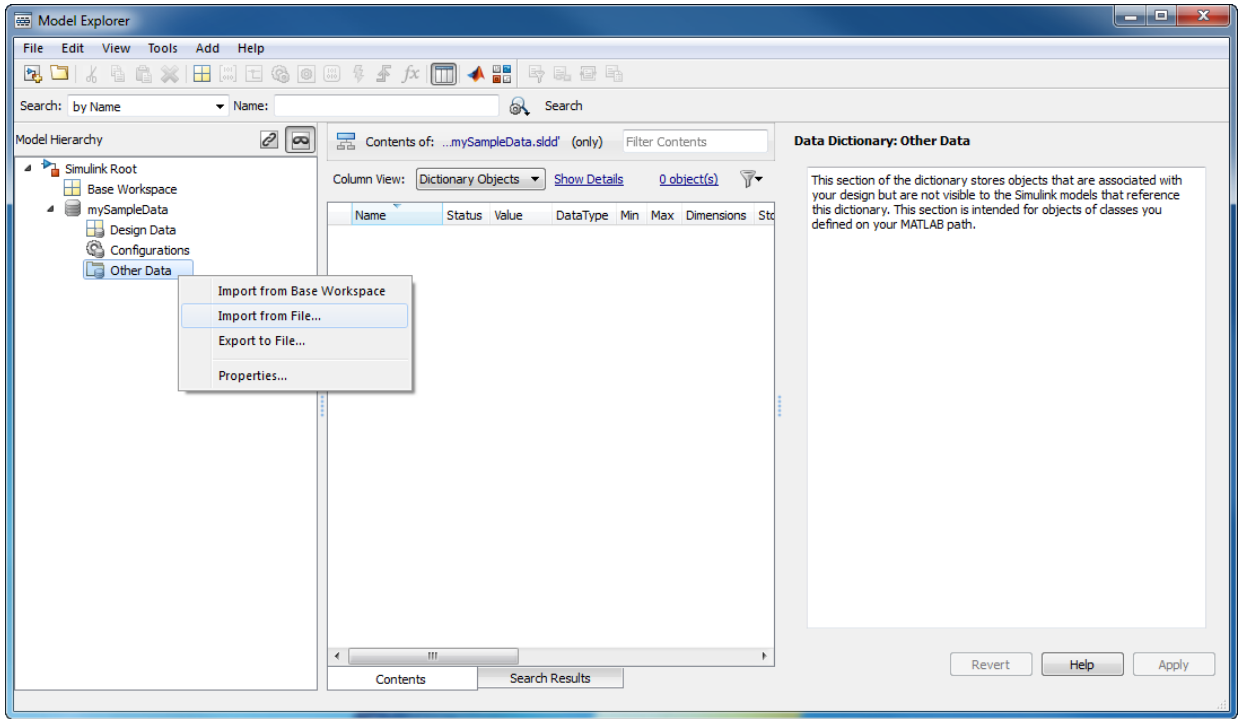 Model Explorer
File Edit View Tools Add Help
fx
Search: by Name Name: Search
Model Hierarchy
Simulink Root
Base Workspace
mySampleData
Design Data
Configurations
Other Data
Import from Base Workspace
Import from File...
Export to File...
Properties...
Contents of: ...mySampleData.sldd' (only) Filter Contents
Column View: Dictionary Objects Show Details 0 object(s)
Name Status Value DataType Min Max Dimensions Sto
Contents Search Results
Data Dictionary: Other Data
This section of the dictionary stores objects that are associated with
your design but are not visible to the Simulink models that reference
this dictionary. This section is intended for objects of classes you
defined on your MATLAB path.
Revert Help Apply